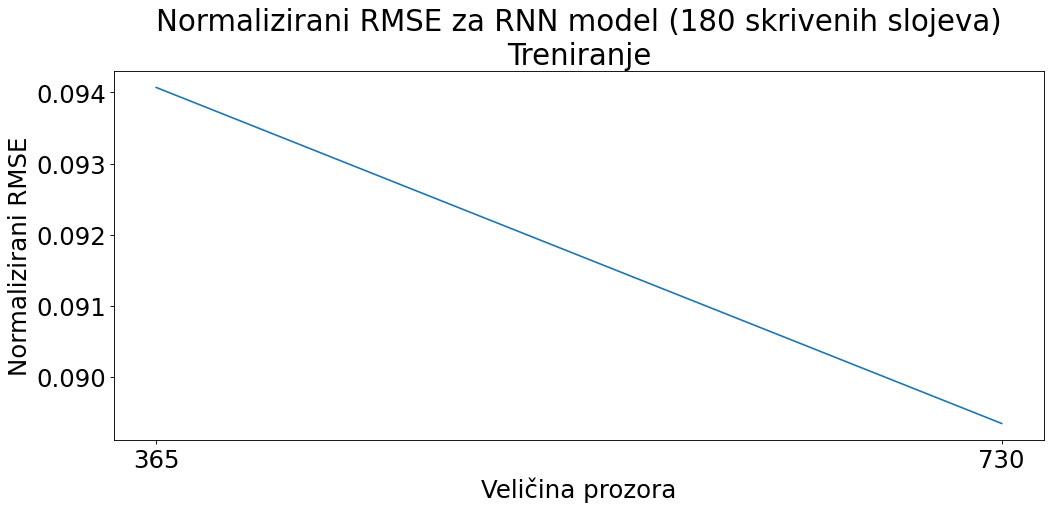 Normalizirani RMSE za RNN model (180 skrivenih slojeva)
Treniranje
Normalizirani RMSE
0.094
0.093
0.092
0.091
0.090
365
730
Veličina prozora